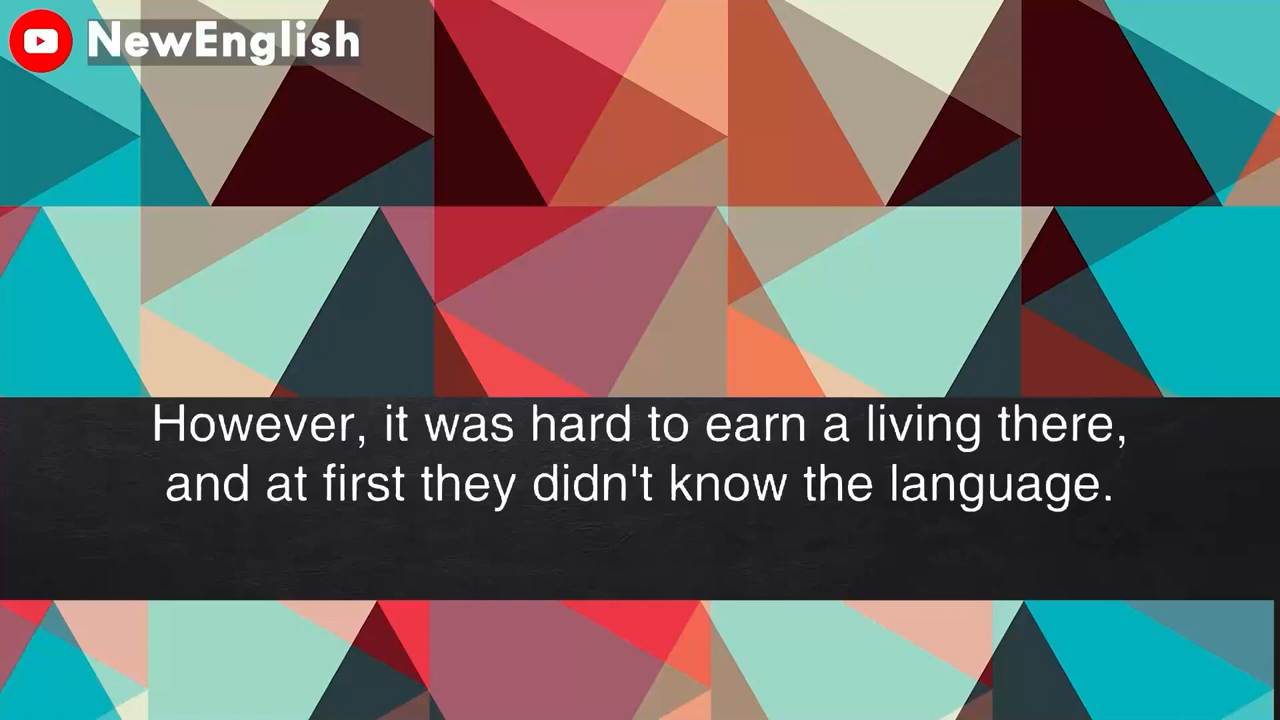 NewEnglish
However, it was hard to earn a living there,
and at first they didn't know the language.